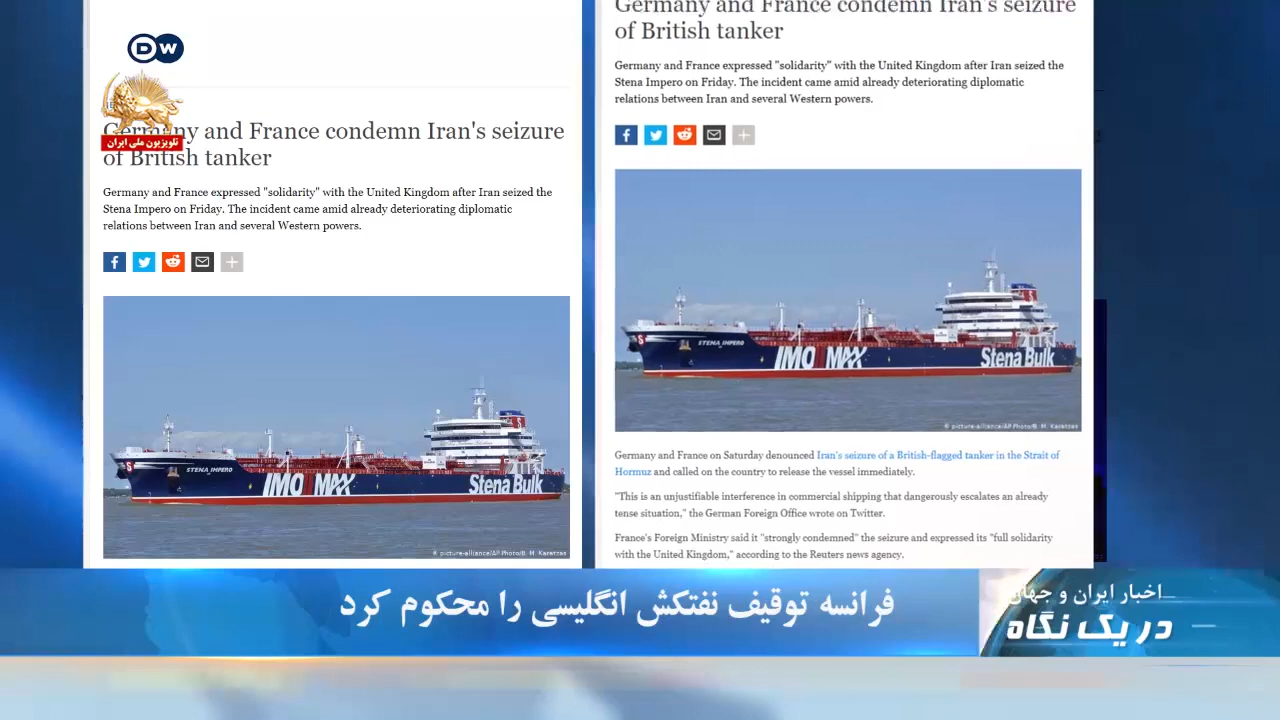 DW
تلویزیون ملی ایران
Germany and France condemn Iran's seizure
of British tanker
Germany and France expressed "solidarity" with the United Kingdom after Iran seized the
Stena Impero on Friday. The incident came amid already deteriorating diplomatic
relations between Iran and several Western powers.
STENA IMPERO
IMO MAX
Stena Bulk
© picture-alliance/AP Photo/B. M. Karatzas
Germany and France condemn Iran's seizure
of British tanker
Germany and France expressed "solidarity" with the United Kingdom after Iran seized the
Stena Impero on Friday. The incident came amid already deteriorating diplomatic
relations between Iran and several Western powers.
STENA IMPERO
IMO MAX
Stena Bulk
© picture-alliance/AP Photo/B. M. Karatzas
Germany and France on Saturday denounced Iran's seizure of a British-flagged tanker in the Strait of
Hormuz and called on the country to release the vessel immediately.
"This is an unjustifiable interference in commercial shipping that dangerously escalates an already
tense situation," the German Foreign Office wrote on Twitter.
France's Foreign Ministry said it "strongly condemned" the seizure and expressed its "full solidarity
with the United Kingdom," according to the Reuters news agency.
فرانسه توقیف نفتکش انگلیسی را محکوم کرد
اخبار ایران و جهان
در یک نگاه